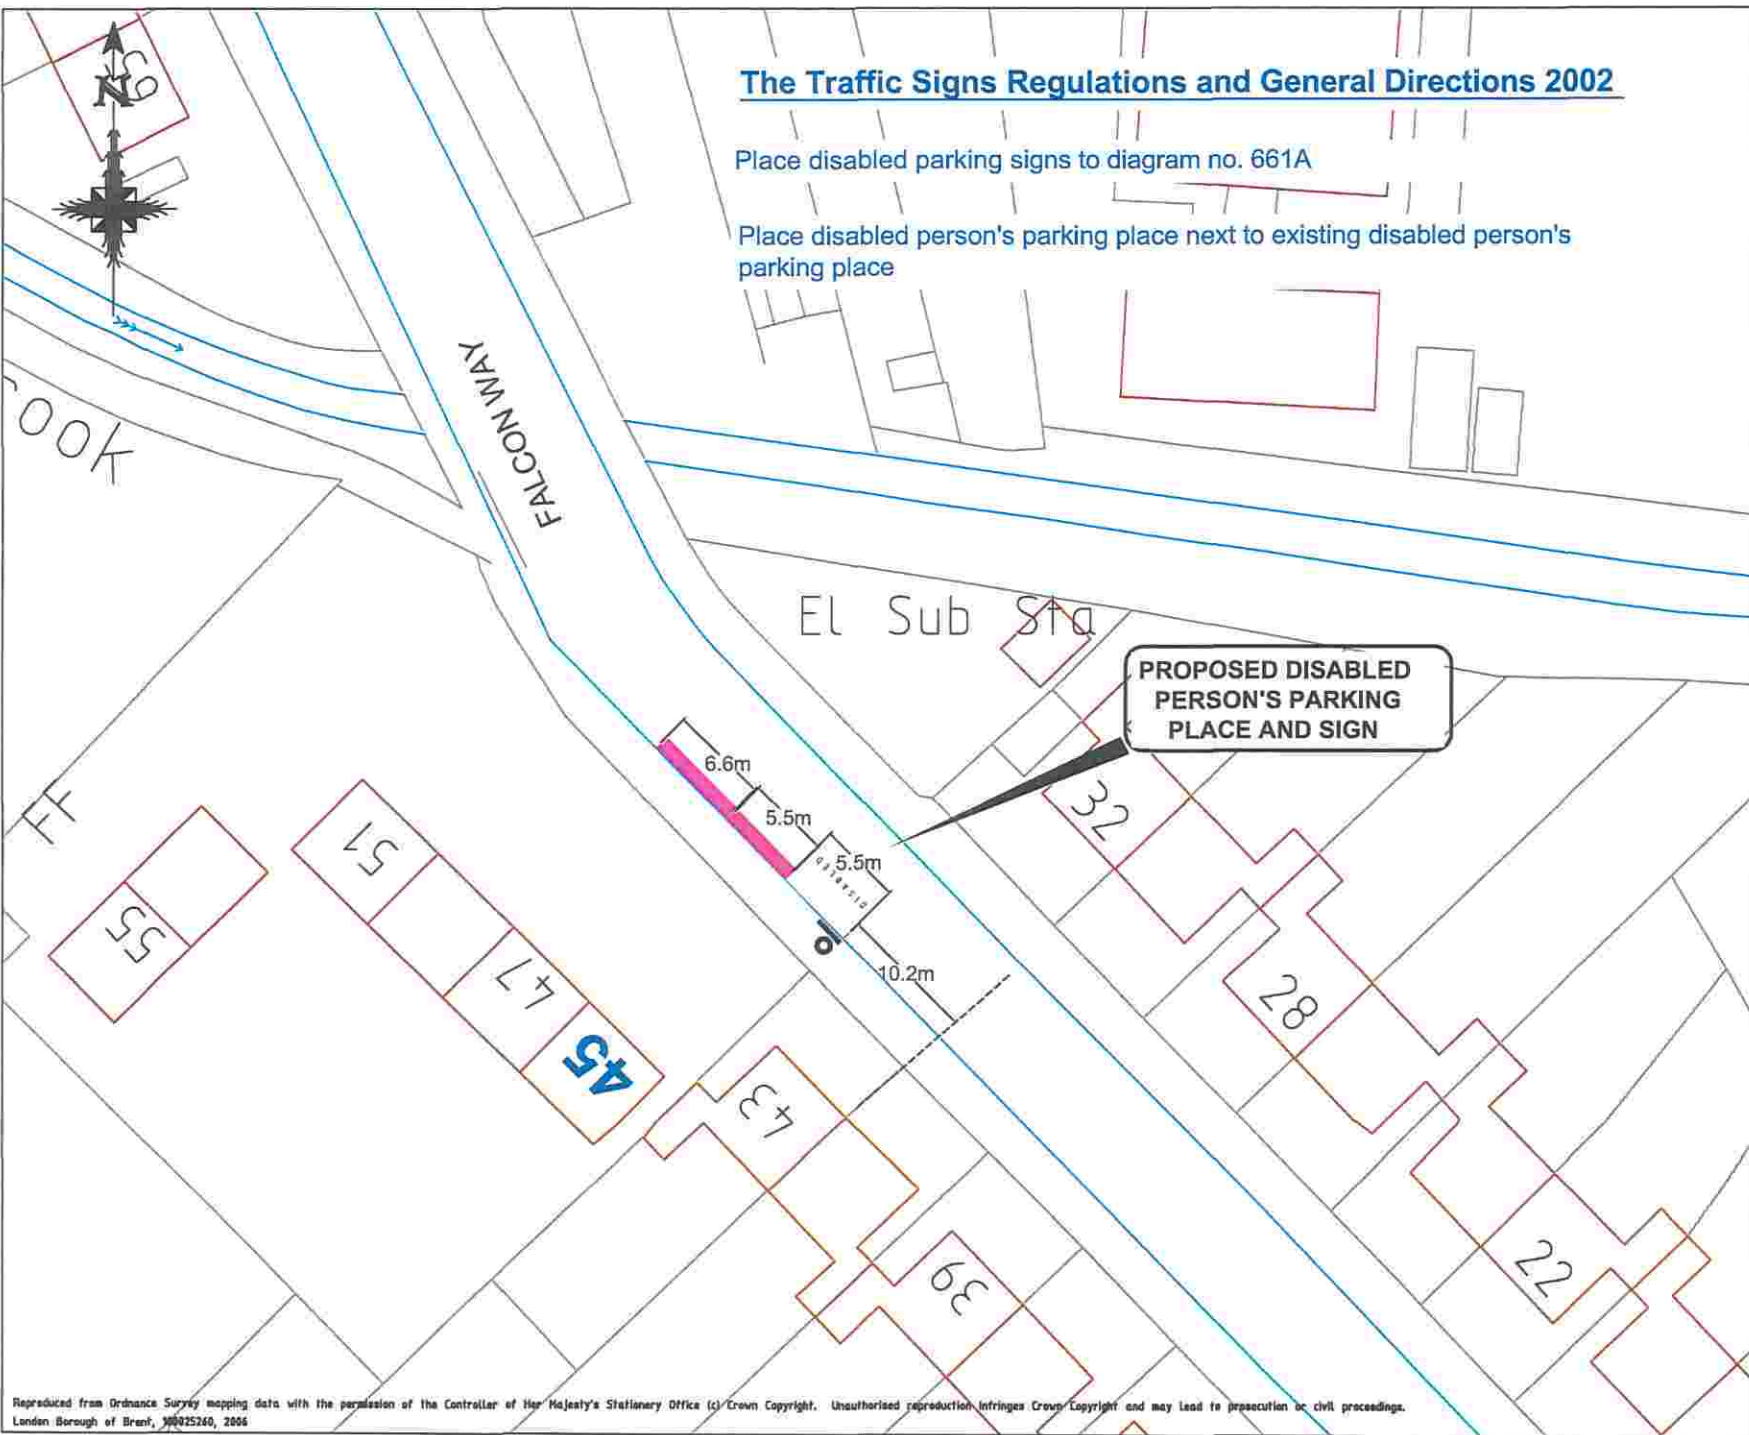 The Traffic Signs Regulations and General Directions 2002
Place disabled parking signs to diagram no. 661A
Place disabled person's parking place next to existing disabled person's
parking place
69
N
FALCON WAY
El Sub Sta
PROPOSED DISABLED
PERSON'S PARKING
PLACE AND SIGN
6.6m
5.5m
5.5m
DISABLED
10.2m
FF
32
51
55
47
45
28
43
39
22
Reproduced from Ordnance Survey mapping data with the permission of the Controller of Her Majesty's Stationery Office (c) Crown Copyright. Unauthorised reproduction infringes Crown Copyright and may lead to prosecution or civil proceedings.
London Borough of Brent, 100025260, 2006